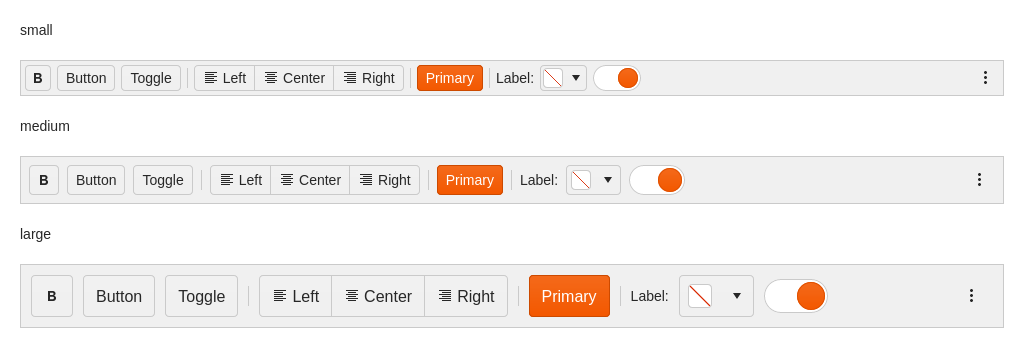 small
B Button Toggle Left Center Right Primary Label:
medium
B Button Toggle Left Center Right Primary Label:
large
B Button Toggle Left Center Right Primary Label: